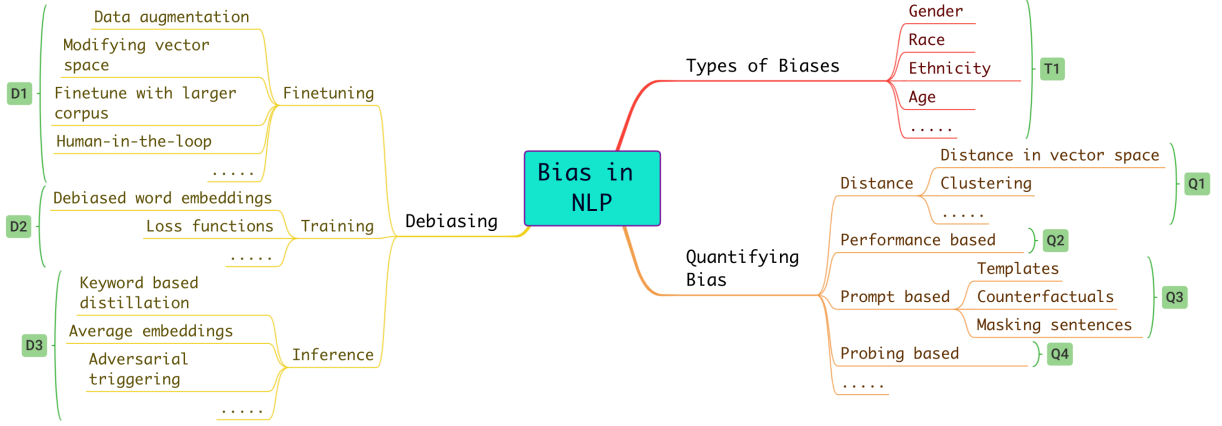 Bias in
NLP
Types of Biases
Gender
Race
Ethnicity
Age
.....
T1
Quantifying
Bias
Distance
Distance in vector space
Clustering
.....
Q1
Performance based
Q2
Prompt based
Templates
Counterfactuals
Masking sentences
Q3
Probing based
Q4
.....
Debiasing
Finetuning
Data augmentation
Modifying vector
space
Finetune with larger
corpus
Human-in-the-loop
.....
D1
Training
Debiased word embeddings
Loss functions
.....
D2
Inference
Keyword based
distillation
Average embeddings
Adversarial
triggering
.....
D3